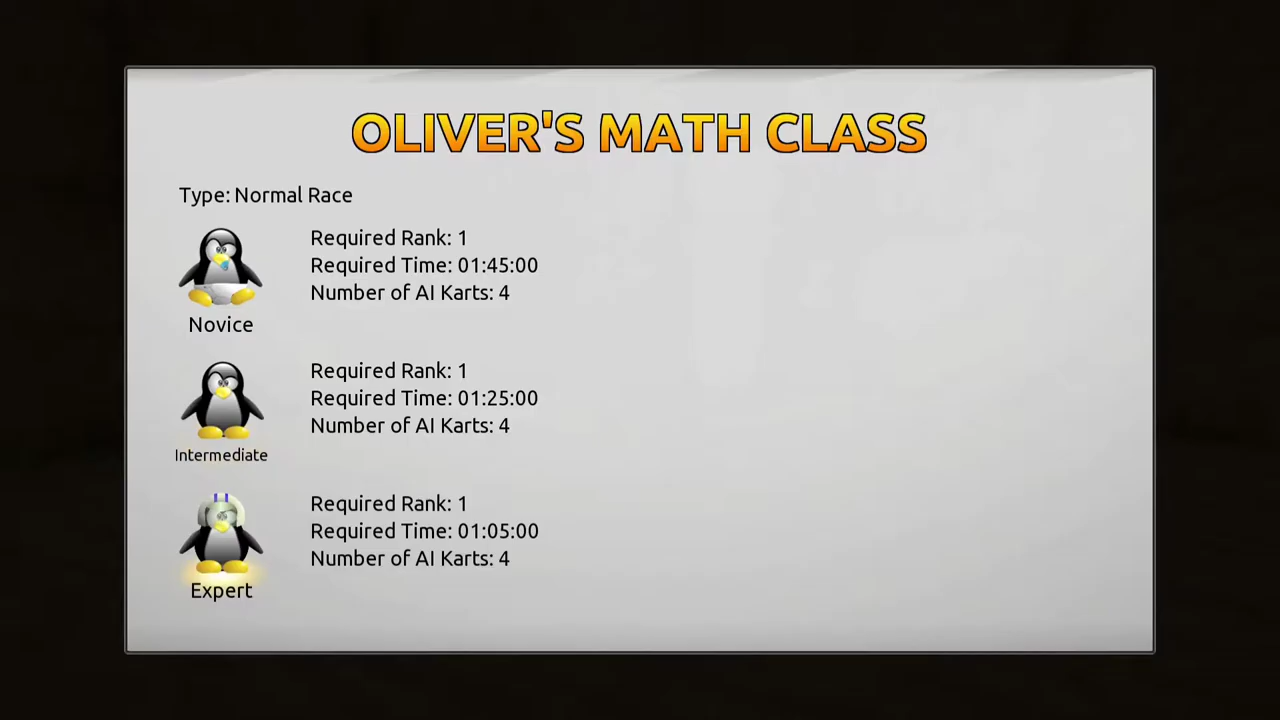 OLIVER'S MATH CLASS
Type: Normal Race
Required Rank: 1
Required Time: 01:45:00
Number of AI Karts: 4
Novice
Required Rank: 1
Required Time: 01:25:00
Number of AI Karts: 4
Intermediate
Required Rank: 1
Required Time: 01:05:00
Number of AI Karts: 4
Expert